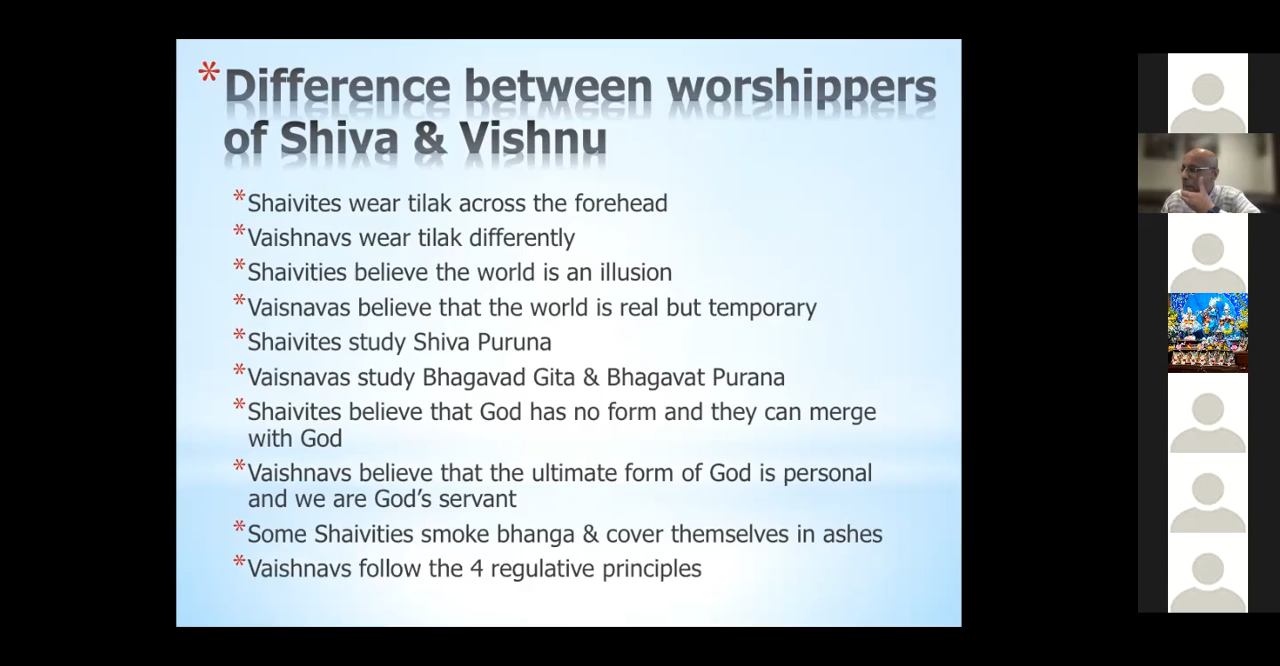 * Difference between worshippers
of Shiva & Vishnu
* Shaivites wear tilak across the forehead
* Vaishnavs wear tilak differently
* Shaivities believe the world is an illusion
* Vaisnavas believe that the world is real but temporary
* Shaivites study Shiva Puruna
* Vaisnavas study Bhagavad Gita & Bhagavat Purana
* Shaivites believe that God has no form and they can merge
with God
* Vaishnavs believe that the ultimate form of God is personal
and we are God’s servant
* Some Shaivities smoke bhanga & cover themselves in ashes
* Vaishnavs follow the 4 regulative principles